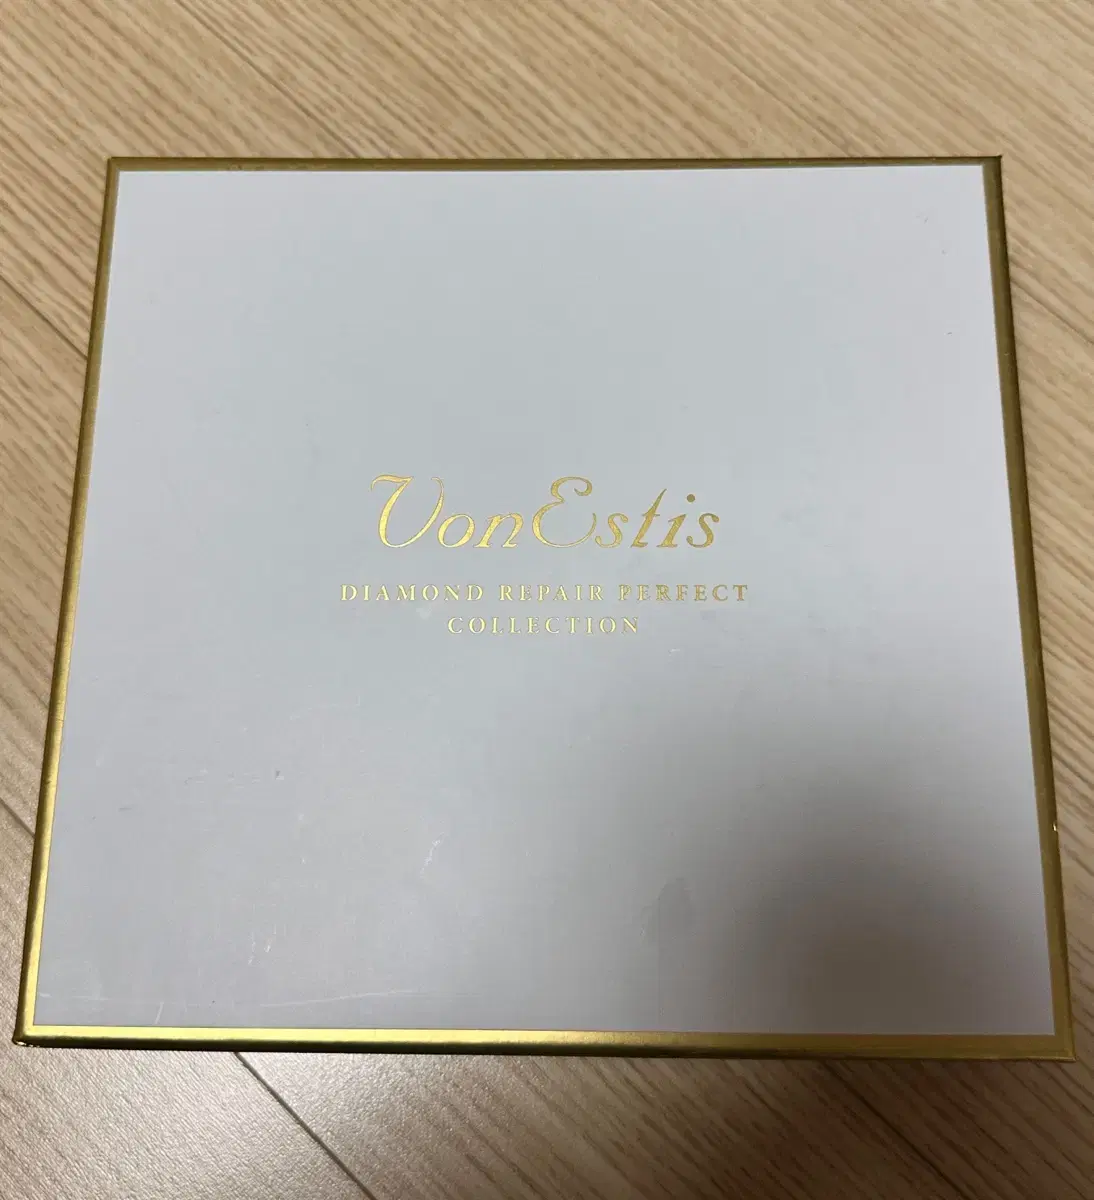 VonEstis
DIAMOND REPAIR PERFECT
COLLECTION